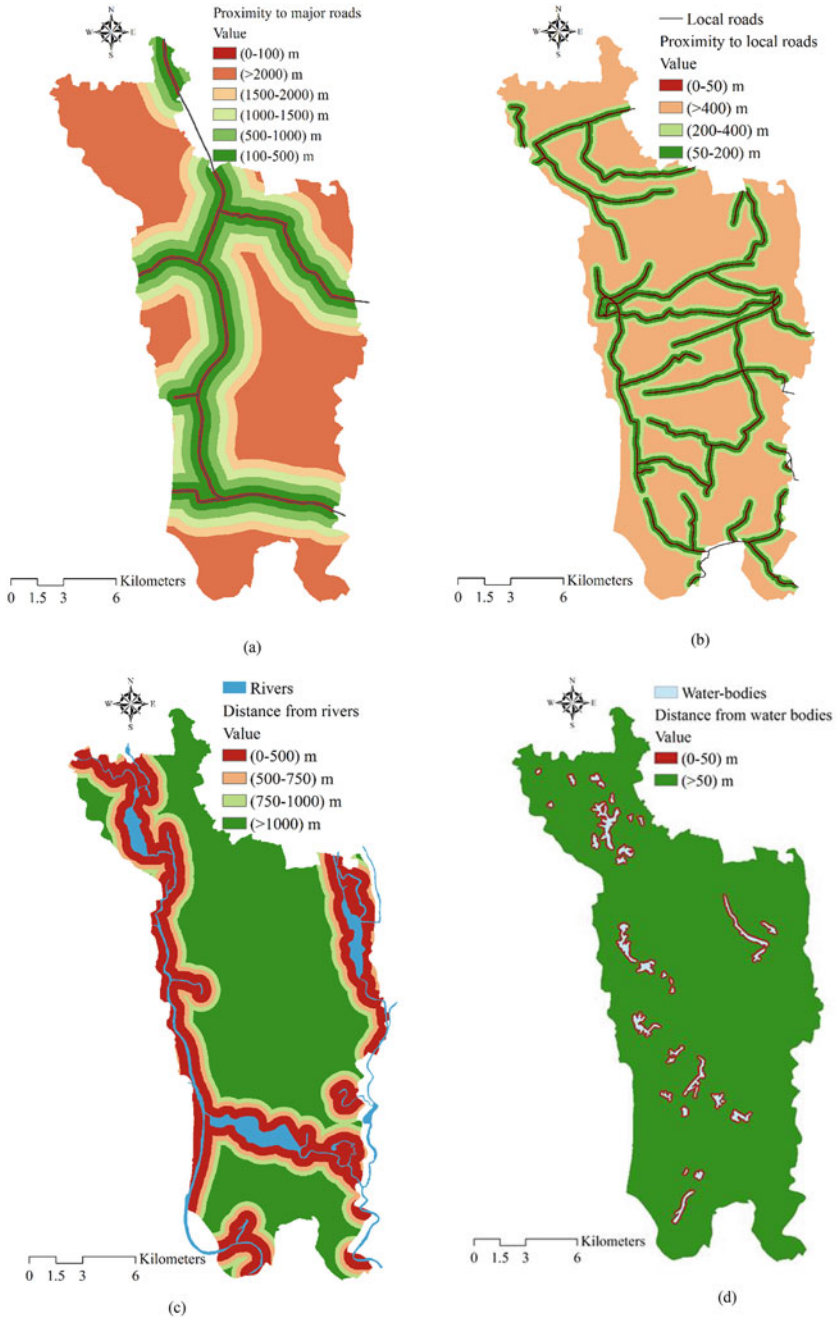 N
W E
S
Proximity to major roads
Value
(0-100) m
(>2000) m
(1500-2000) m
(1000-1500) m
(500-1000) m
(100-500) m
Kilometers
0 1.5 3 6
(a)
N
W E
S
Local roads
Proximity to local roads
Value
(0-50) m
(>400) m
(200-400) m
(50-200) m
Kilometers
0 1.5 3 6
(b)
N
W E
S
Rivers
Distance from rivers
Value
(0-500) m
(500-750) m
(750-1000) m
(>1000) m
Kilometers
0 1.5 3 6
(c)
N
W E
S
Water-bodies
Distance from water bodies
Value
(0-50) m
(>50) m
Kilometers
0 1.5 3 6
(d)